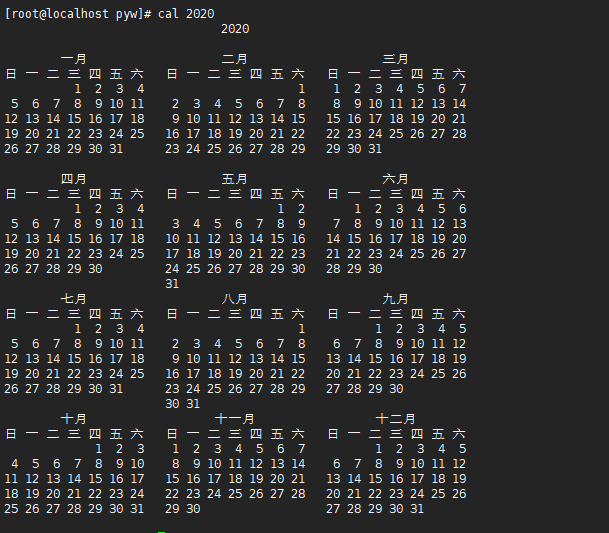 [root@localhost pyw]# cal 2020
                               2020

        一月                   二月                   三月
日 一 二 三 四 五 六   日 一 二 三 四 五 六   日 一 二 三 四 五 六
          1  2  3  4                      1    1  2  3  4  5  6  7
 5  6  7  8  9 10 11    2  3  4  5  6  7  8    8  9 10 11 12 13 14
12 13 14 15 16 17 18    9 10 11 12 13 14 15   15 16 17 18 19 20 21
19 20 21 22 23 24 25   16 17 18 19 20 21 22   22 23 24 25 26 27 28
26 27 28 29 30 31      23 24 25 26 27 28 29   29 30 31

        四月                   五月                   六月
日 一 二 三 四 五 六   日 一 二 三 四 五 六   日 一 二 三 四 五 六
          1  2  3  4                   1  2       1  2  3  4  5  6
 5  6  7  8  9 10 11    3  4  5  6  7  8  9    7  8  9 10 11 12 13
12 13 14 15 16 17 18   10 11 12 13 14 15 16   14 15 16 17 18 19 20
19 20 21 22 23 24 25   17 18 19 20 21 22 23   21 22 23 24 25 26 27
26 27 28 29 30         24 25 26 27 28 29 30   28 29 30
                       31
        七月                   八月                   九月
日 一 二 三 四 五 六   日 一 二 三 四 五 六   日 一 二 三 四 五 六
          1  2  3  4                      1          1  2  3  4  5
 5  6  7  8  9 10 11    2  3  4  5  6  7  8    6  7  8  9 10 11 12
12 13 14 15 16 17 18    9 10 11 12 13 14 15   13 14 15 16 17 18 19
19 20 21 22 23 24 25   16 17 18 19 20 21 22   20 21 22 23 24 25 26
26 27 28 29 30 31      23 24 25 26 27 28 29   27 28 29 30
                       30 31
        十月                  十一月                 十二月
日 一 二 三 四 五 六   日 一 二 三 四 五 六   日 一 二 三 四 五 六
             1  2  3    1  2  3  4  5  6  7          1  2  3  4  5
 4  5  6  7  8  9 10    8  9 10 11 12 13 14    6  7  8  9 10 11 12
11 12 13 14 15 16 17   15 16 17 18 19 20 21   13 14 15 16 17 18 19
18 19 20 21 22 23 24   22 23 24 25 26 27 28   20 21 22 23 24 25 26
25 26 27 28 29 30 31   29 30                  27 28 29 30 31